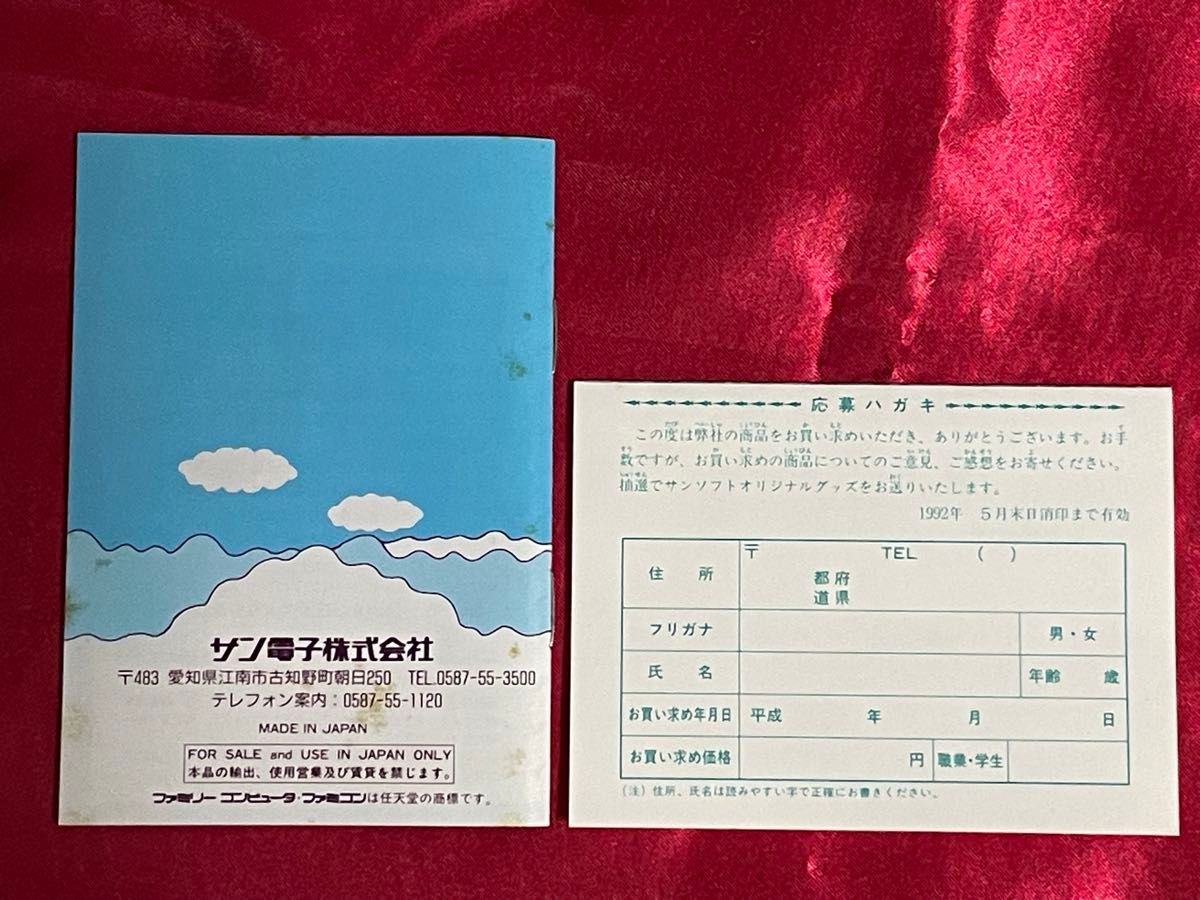 サン電子株式会社
〒483 愛知県江南市古知野町朝日250 TEL.0587-55-3500
テレフォン案内：0587-55-1120
MADE IN JAPAN
FOR SALE and USE IN JAPAN ONLY
本品の輸出、使用営業及び賃貸を禁じます。
ファミリーコンピュータ・ファミコンは任天堂の商標です。
応募ハガキ
この度は弊社の商品をお買い求めいただき、ありがとうございます。お手
数ですが、お買い求めの商品についてのご意見、ご感想をお寄せください。
抽選でサンソフトオリジナルグッズをお送りいたします。
1992年 5月末日消印まで有効
住 所 〒 TEL ( )
都府
道県
フリガナ 男・女
氏 名 年齢 歳
お買い求め年月日 平成 年 月 日
お買い求め価格 円 職業・学生
(注) 住所、氏名は読みやすい字で正確にお書きください。